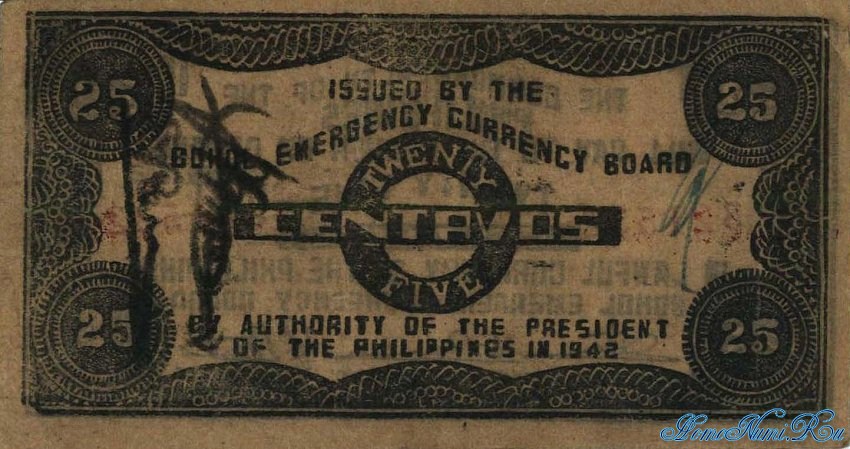 25 25
ISSUED BY THE
BOHOL EMERGENCY CURRENCY BOARD
TWENTY
CENTAVOS
FIVE
BY AUTHORITY OF THE PRESIDENT
OF THE PHILIPPINES IN 1942
25 25
HomoNumi.Ru